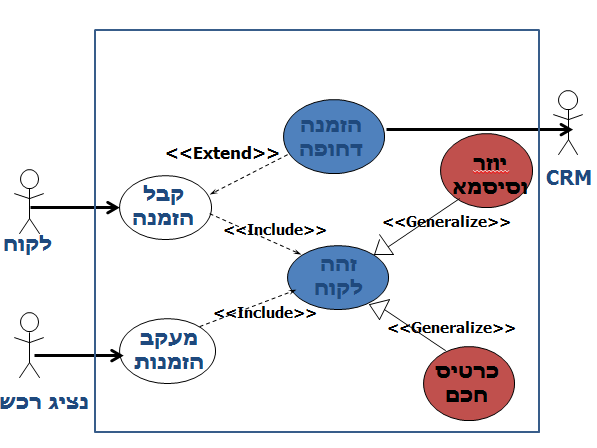 הזמנה
דחופה
יוזר
וסיסמא
CRM
<<Extend>>
קבל
הזמנה
לקוח
<<Generalize>>
<<Include>>
זהה
לקוח
<<Include>>
<<Generalize>>
מעקב
הזמנות
כרטיס
חכם
נציג רכש